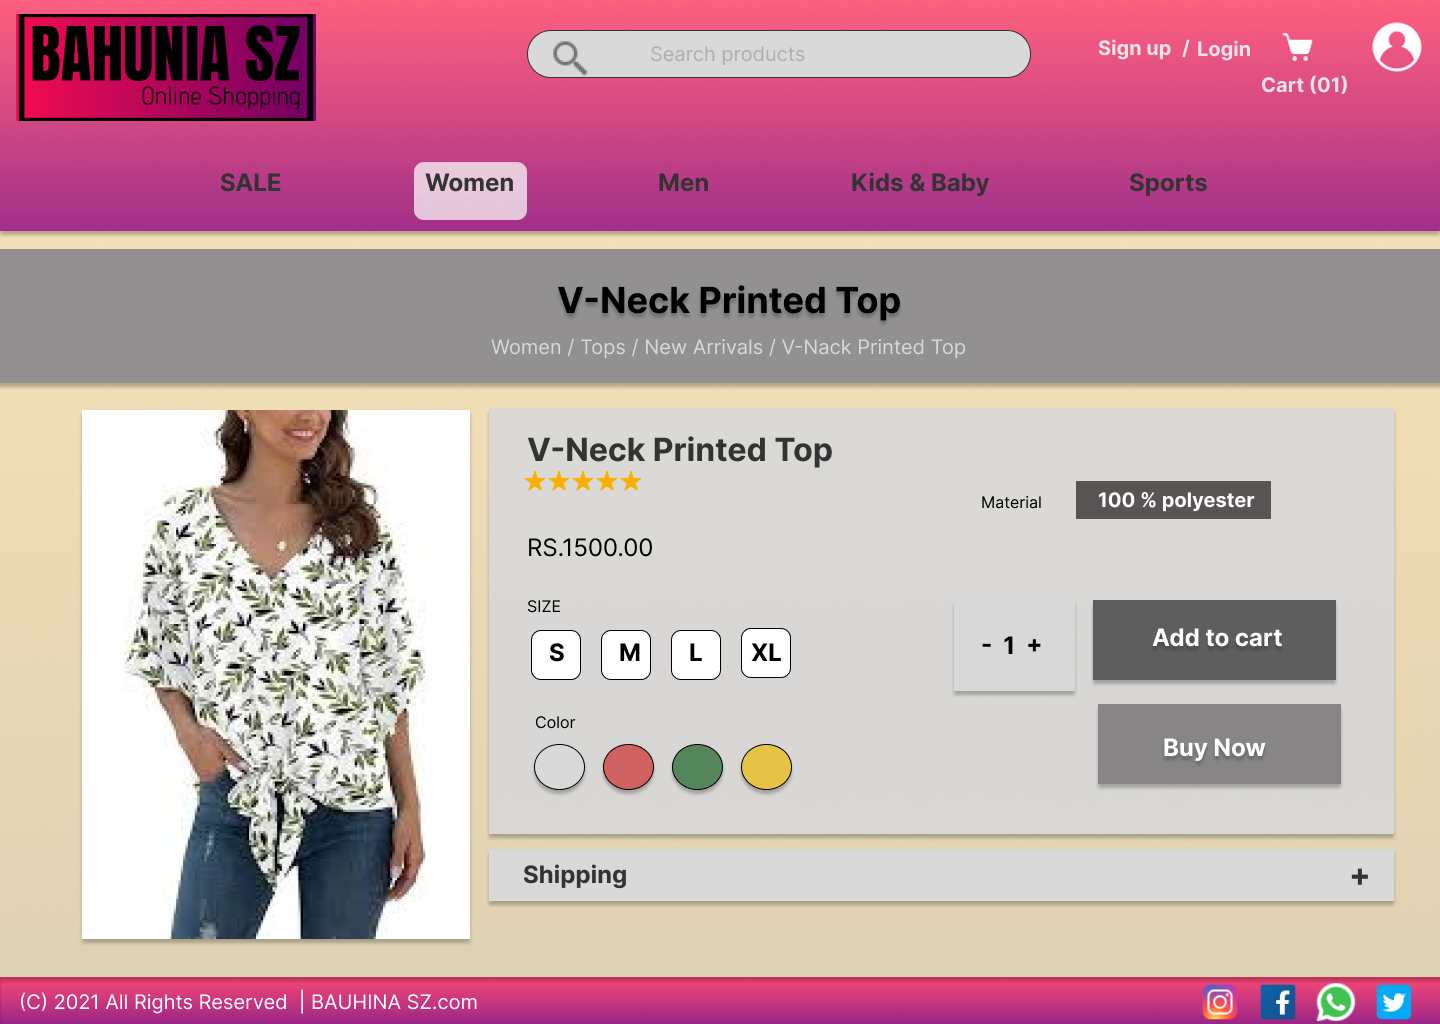 BAHUNIA SZ
Online Shopping
Search products
Sign up / Login
Cart (01)
SALE
Women
Men
Kids & Baby
Sports
V-Neck Printed Top
Women / Tops / New Arrivals / V-Nack Printed Top
V-Neck Printed Top
Material
100 % polyester
RS.1500.00
SIZE
S M L XL
- 1 +
Add to cart
Color
Buy Now
Shipping +
(C) 2021 All Rights Reserved | BAUHINA SZ.com